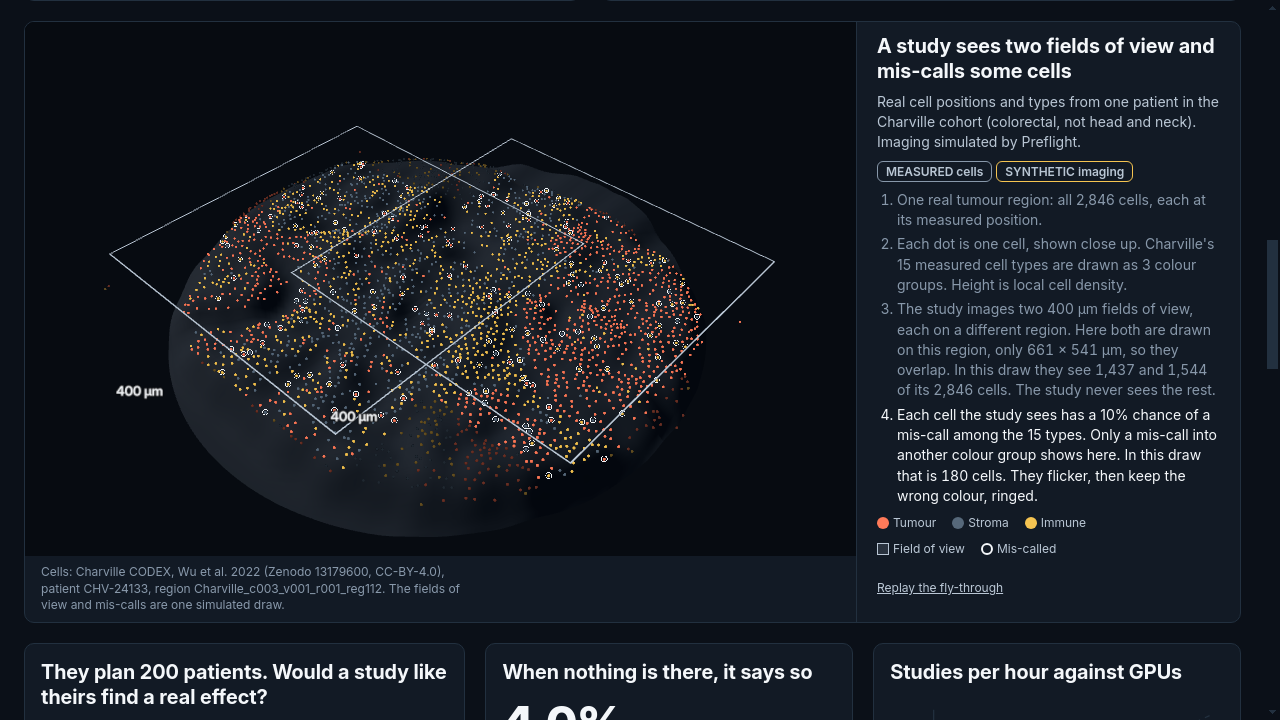 400 µm
400 µm
Cells: Charville CODEX, Wu et al. 2022 (Zenodo 13179600, CC-BY-4.0),
patient CHV-24133, region Charville_c003_v001_r001_reg112. The fields of
view and mis-calls are one simulated draw.
A study sees two fields of view and
mis-calls some cells
Real cell positions and types from one patient in the
Charville cohort (colorectal, not head and neck).
Imaging simulated by Preflight.
MEASURED cells SYNTHETIC imaging
1. One real tumour region: all 2,846 cells, each at
its measured position.
2. Each dot is one cell, shown close up. Charville's
15 measured cell types are drawn as 3 colour
groups. Height is local cell density.
3. The study images two 400 µm fields of view,
each on a different region. Here both are drawn
on this region, only 661 × 541 µm, so they
overlap. In this draw they see 1,437 and 1,544
of its 2,846 cells. The study never sees the rest.
4. Each cell the study sees has a 10% chance of a
mis-call among the 15 types. Only a mis-call into
another colour group shows here. In this draw
that is 180 cells. They flicker, then keep the
wrong colour, ringed.
Tumour Stroma Immune
Field of view Mis-called
Replay the fly-through
They plan 200 patients. Would a study like
theirs find a real effect?
When nothing is there, it says so
Studies per hour against GPUs